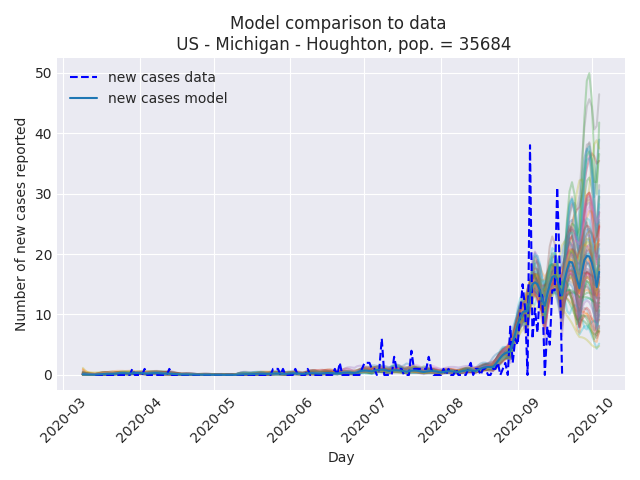 Model comparison to data
US - Michigan - Houghton, pop. = 35684
new cases data
new cases model
Number of new cases reported
50
40
30
20
10
0
2020-03
2020-04
2020-05
2020-06
2020-07
2020-08
2020-09
2020-10
Day